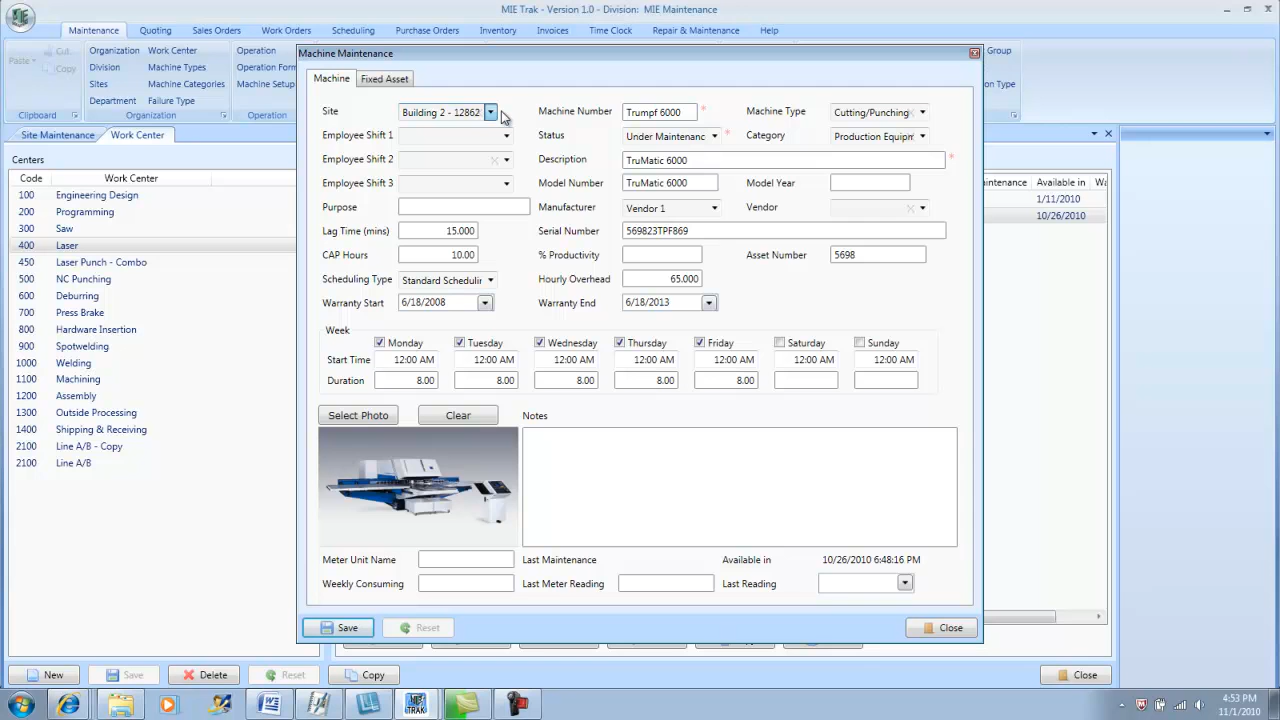 MIE Trak - Version 1.0 - Division: MIE Maintenance
Maintenance Quoting Sales Orders Work Orders Scheduling Purchase Orders Inventory Invoices Time Clock Repair & Maintenance Help
Paste Cut Copy
Clipboard
Organization Work Center
Division Machine Types
Sites Machine Categories
Department Failure Type
Organization
Operation
Operation Form
Machine Setup
Operation
Group
ion Type
Site Maintenance Work Center
Centers
Code Work Center
100 Engineering Design
200 Programming
300 Saw
400 Laser
450 Laser Punch - Combo
500 NC Punching
600 Deburring
700 Press Brake
800 Hardware Insertion
900 Spotwelding
1000 Welding
1100 Machining
1200 Assembly
1300 Outside Processing
1400 Shipping & Receiving
2100 Line A/B - Copy
2100 Line A/B
New Save Delete Reset Copy Close
intenance Available in Wa
1/11/2010
10/26/2010
Machine Maintenance
Machine Fixed Asset
Site Building 2 - 12862 Machine Number Trumpf 6000 * Machine Type Cutting/Punching
Employee Shift 1 Status Under Maintenanc * Category Production Equipm
Employee Shift 2 Description TruMatic 6000 *
Employee Shift 3 Model Number TruMatic 6000 Model Year
Purpose Manufacturer Vendor 1 Vendor
Lag Time (mins) 15.000 Serial Number 569823TPF869
CAP Hours 10.00 % Productivity Asset Number 5698
Scheduling Type Standard Schedulir Hourly Overhead 65.000
Warranty Start 6/18/2008 Warranty End 6/18/2013
Week
Monday Tuesday Wednesday Thursday Friday Saturday Sunday
Start Time 12:00 AM 12:00 AM 12:00 AM 12:00 AM 12:00 AM 12:00 AM 12:00 AM
Duration 8.00 8.00 8.00 8.00 8.00
Select Photo Clear Notes
Meter Unit Name Last Maintenance Available in 10/26/2010 6:48:16 PM
Weekly Consuming Last Meter Reading Last Reading
Save Reset Close
4:53 PM
11/1/2010